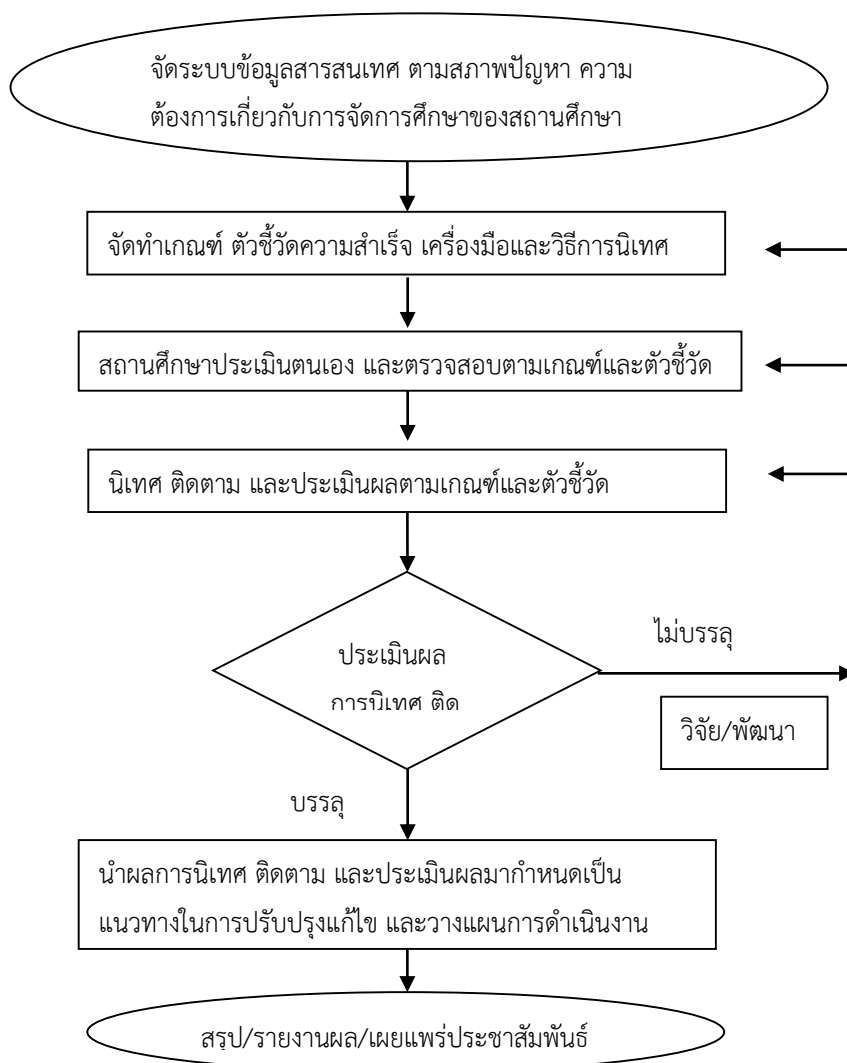 จัดระบบข้อมูลสารสนเทศ ตามสภาพปัญหา ความ
ต้องการเกี่ยวกับการจัดการศึกษาของสถานศึกษา
จัดทำเกณฑ์ ตัวชี้วัดความสำเร็จ เครื่องมือและวิธีการนิเทศ
สถานศึกษาประเมินตนเอง และตรวจสอบตามเกณฑ์และตัวชี้วัด
นิเทศ ติดตาม และประเมินผลตามเกณฑ์และตัวชี้วัด
ไม่บรรลุ
ประเมินผล
การนิเทศ ติด
วิจัย/พัฒนา
บรรลุ
นำผลการนิเทศ ติดตาม และประเมินผลมากำหนดเป็น
แนวทางในการปรับปรุงแก้ไข และวางแผนการดำเนินงาน
สรุป/รายงานผล/เผยแพร่ประชาสัมพันธ์